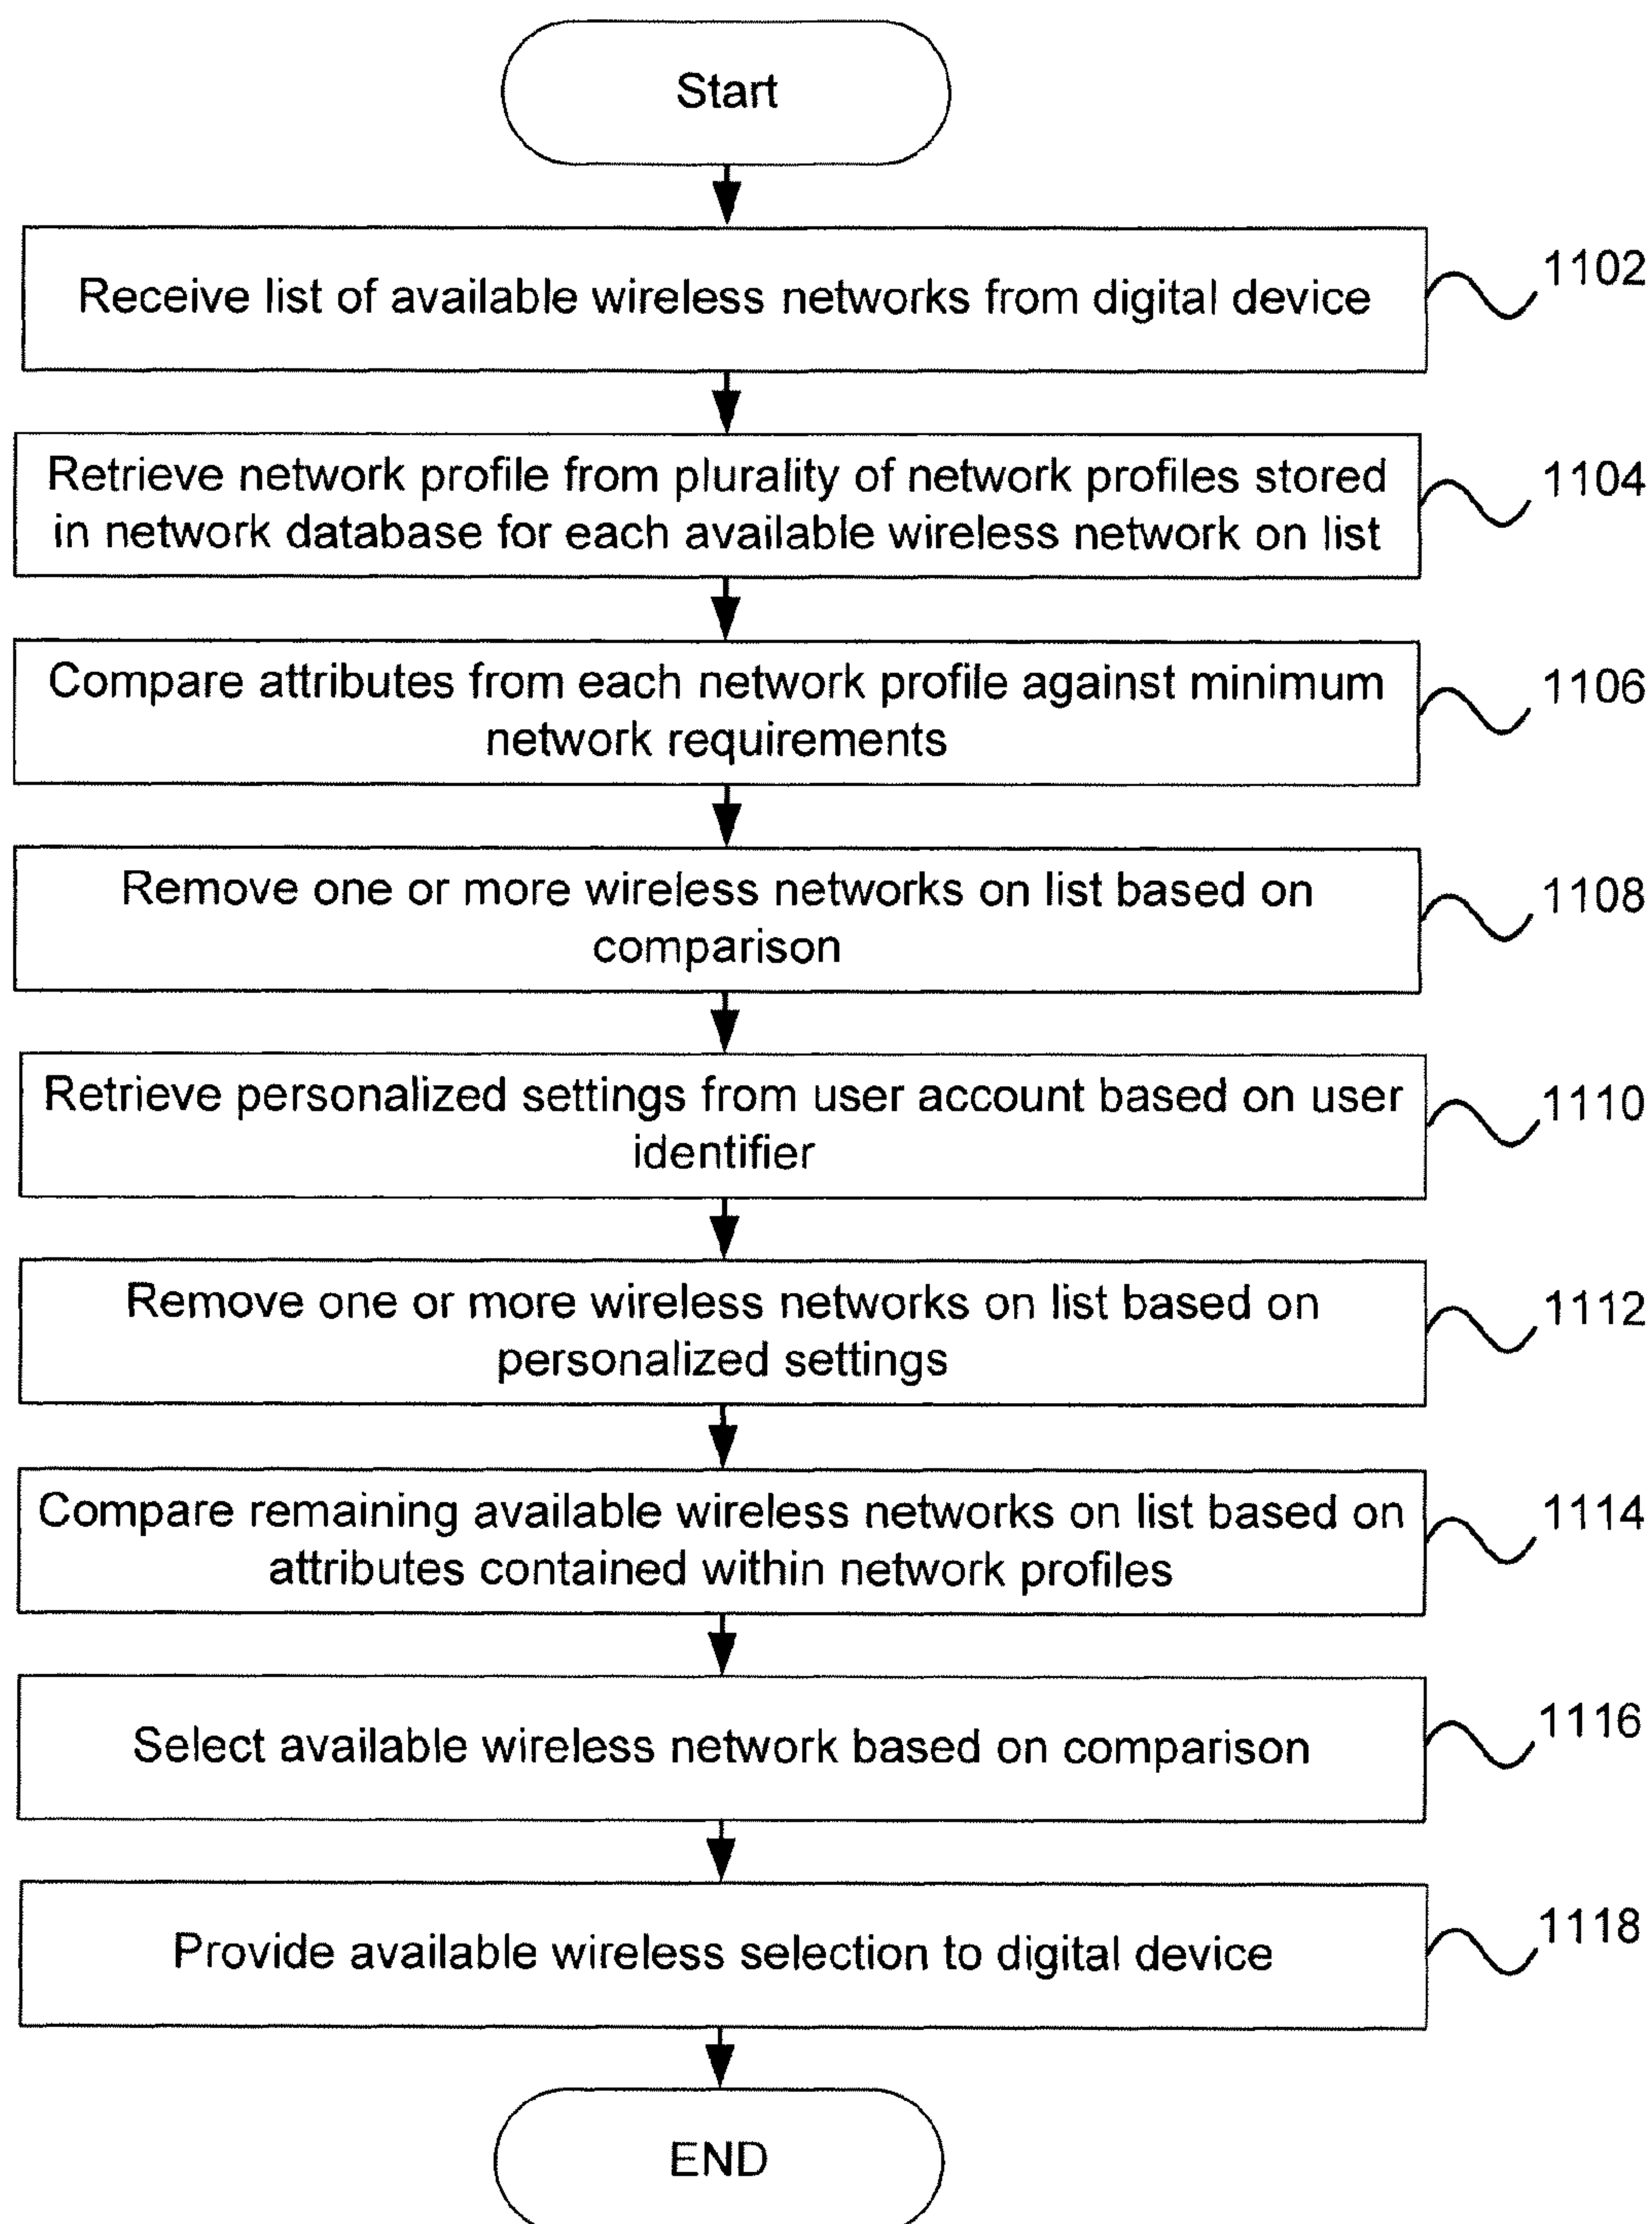 Start
Receive list of available wireless networks from digital device
1102
Retrieve network profile from plurality of network profiles stored
in network database for each available wireless network on list
1104
Compare attributes from each network profile against minimum
network requirements
1106
Remove one or more wireless networks on list based on
comparison
1108
Retrieve personalized settings from user account based on user
identifier
1110
Remove one or more wireless networks on list based on
personalized settings
1112
Compare remaining available wireless networks on list based on
attributes contained within network profiles
1114
Select available wireless network based on comparison
1116
Provide available wireless selection to digital device
1118
END